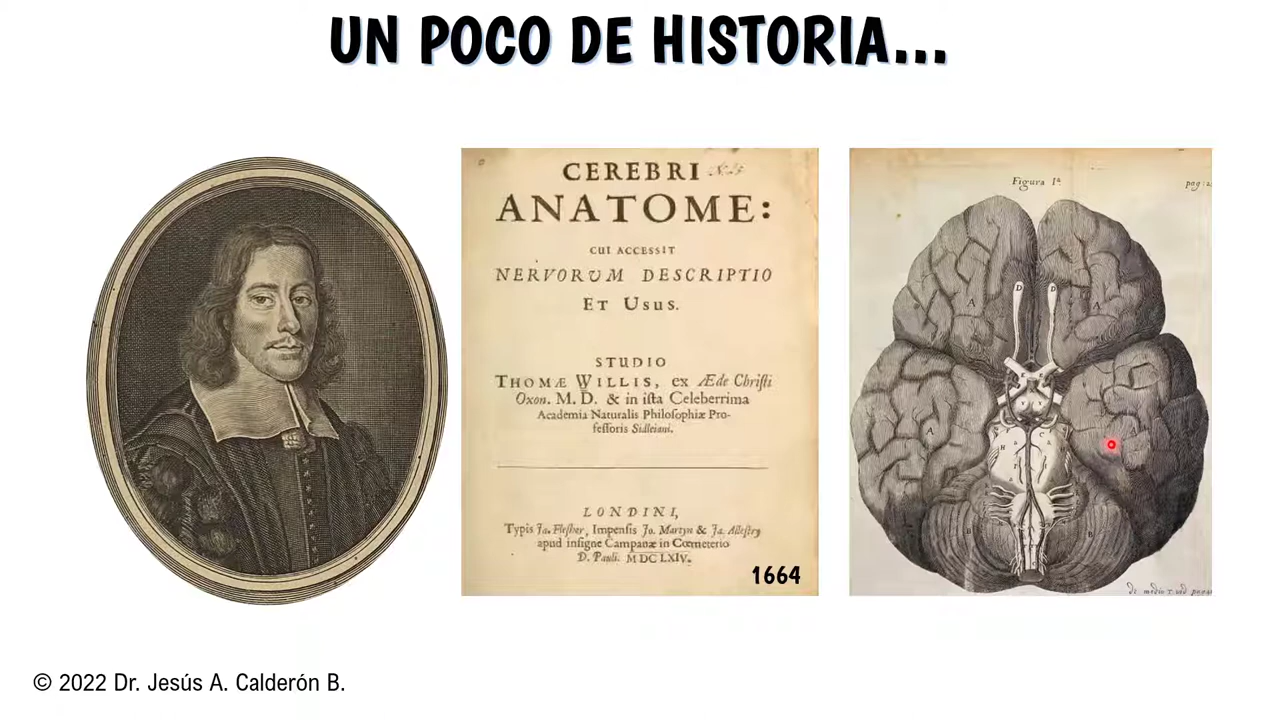 UN POCO DE HISTORIA...
CEREBRI
ANATOME:
CUI ACCESSIT
NERVORUM DESCRIPTIO
ET USUS.
STUDIO
THOMÆ WILLIS, ex Æde Christi
Oxon. M. D. & in ista Celeberrima
Academia Naturalis Philosophiæ Pro-
fessoris Sidleiani.
LONDINI,
Typis Ja. Flesher, Impensis Jo. Martyn & Ja. Allestry
apud insigne Campanæ in Cœmeterio
D. Pauli. MDCLXIV.
1664
Figura 1ª
pag:
D D
A A
A
H C
B B
© 2022 Dr. Jesús A. Calderón B.